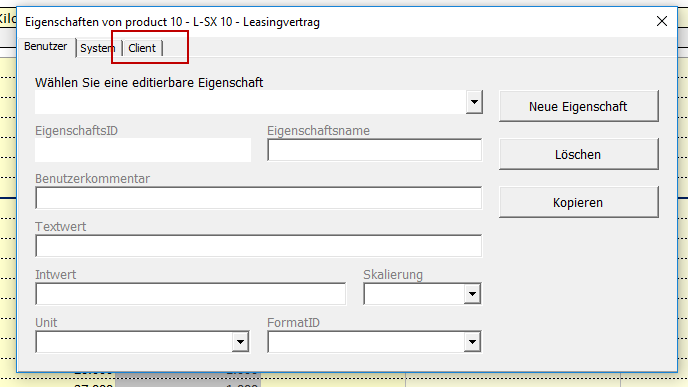 Kilo
Eigenschaften von product 10 - L-SX 10 - Leasingvertrag
Benutzer System Client
Wählen Sie eine editierbare Eigenschaft
Neue Eigenschaft
EigenschaftsID Eigenschaftsname
Löschen
Benutzerkommentar
Kopieren
Textwert
Intwert Skalierung
Unit FormatID